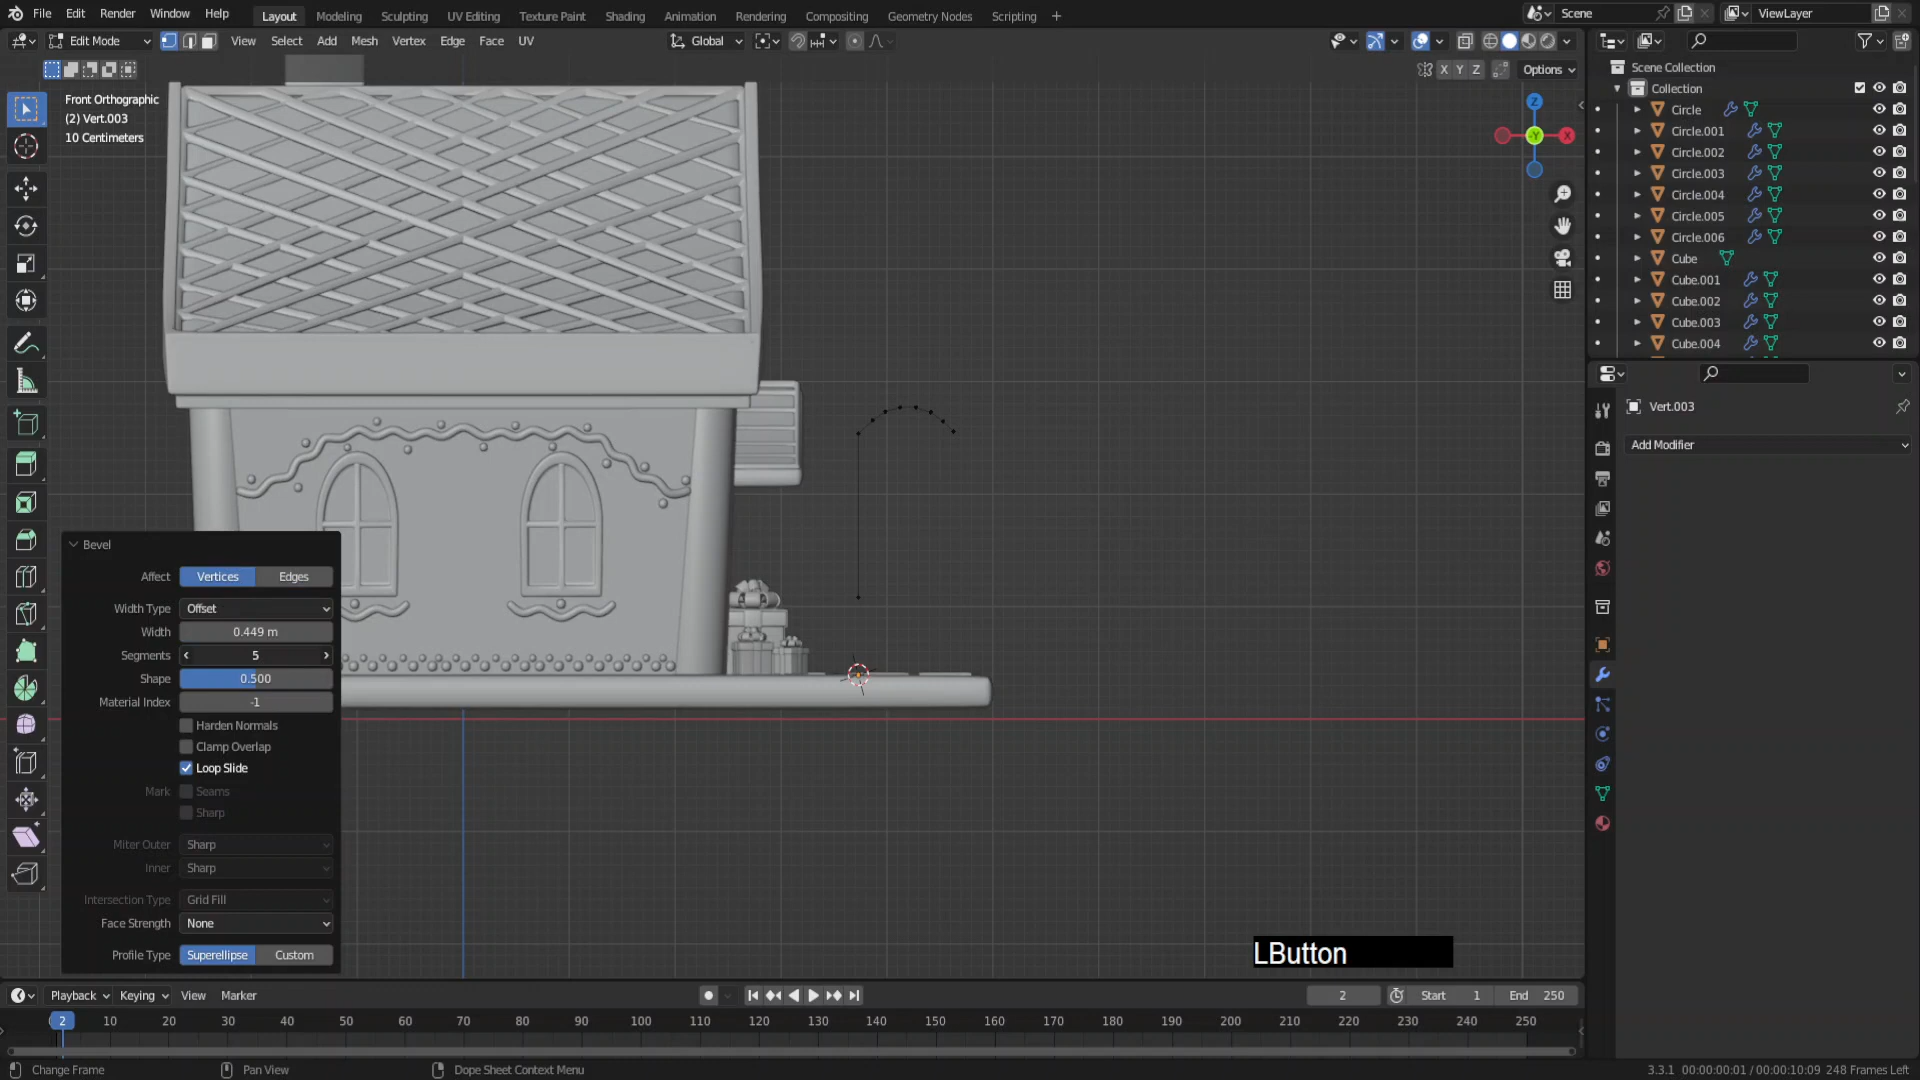 File Edit Render Window Help Layout Modeling Sculpting UV Editing Texture Paint Shading Animation Rendering Compositing Geometry Nodes Scripting + Scene ViewLayer
Edit Mode View Select Add Mesh Vertex Edge Face UV Global
X Y Z Options
Front Orthographic
(2) Vert.003
10 Centimeters
Z
X
-Y
Scene Collection
Collection
Circle
Circle.001
Circle.002
Circle.003
Circle.004
Circle.005
Circle.006
Cube
Cube.001
Cube.002
Cube.003
Cube.004
Vert.003
Add Modifier
Bevel
Affect Vertices Edges
Width Type Offset
Width 0.449 m
Segments 5
Shape 0.500
Material Index -1
Harden Normals
Clamp Overlap
Loop Slide
Mark Seams
Sharp
Miter Outer Sharp
Inner Sharp
Intersection Type Grid Fill
Face Strength None
Profile Type Superellipse Custom
LButton
Playback Keying View Marker 2 Start 1 End 250
2 10 20 30 40 50 60 70 80 90 100 110 120 130 140 150 160 170 180 190 200 210 220 230 240 250
Change Frame Pan View Dope Sheet Context Menu 3.3.1 00:00:00:01 / 00:00:10:09 248 Frames Left